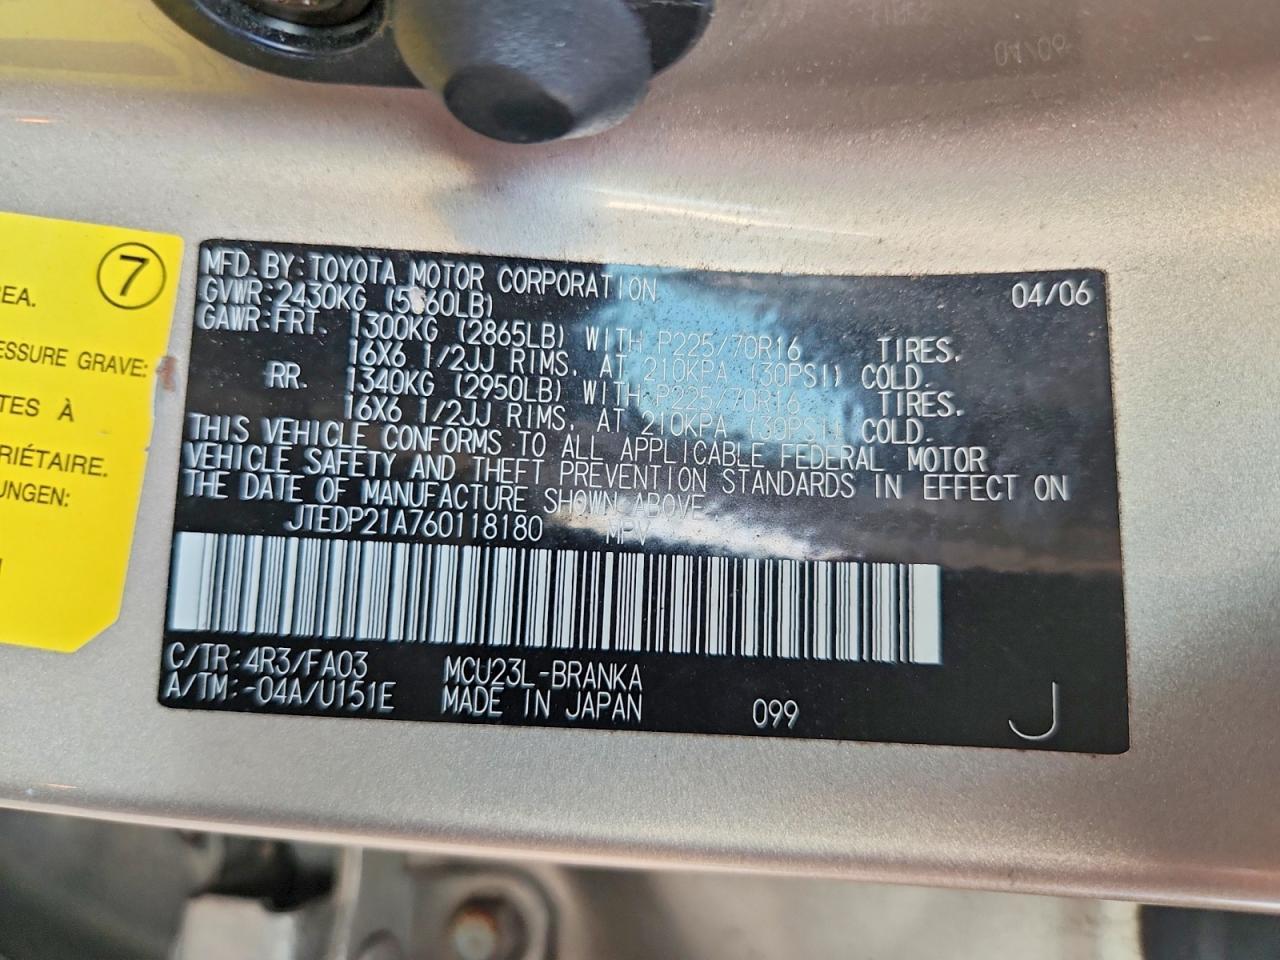 04/06
7
REA.
ESSURE GRAVE:
TES À
RIÉTAIRE.
UNGEN:
MFD. BY: TOYOTA MOTOR CORPORATION 04/06
GVWR: 2430KG
GAWR: FRT. 1300KG (2865LB) WITH P225/70R16 TIRES.
16X6 1/2JJ RIMS, AT 210KPA (30PSI) COLD.
RR. 1340KG (2950LB) WITH P225/70R16 TIRES.
16X6 1/2JJ RIMS, AT 210KPA (30PSI) COLD.
THIS VEHICLE CONFORMS TO ALL APPLICABLE FEDERAL MOTOR
VEHICLE SAFETY AND THEFT PREVENTION STANDARDS IN EFFECT ON
THE DATE OF MANUFACTURE SHOWN ABOVE.
JTEDP21A760118180 MPV
C/TR: 4R3/FA03 MCU23L-BRANKA
A/TM: -04A/U151E MADE IN JAPAN 099 J